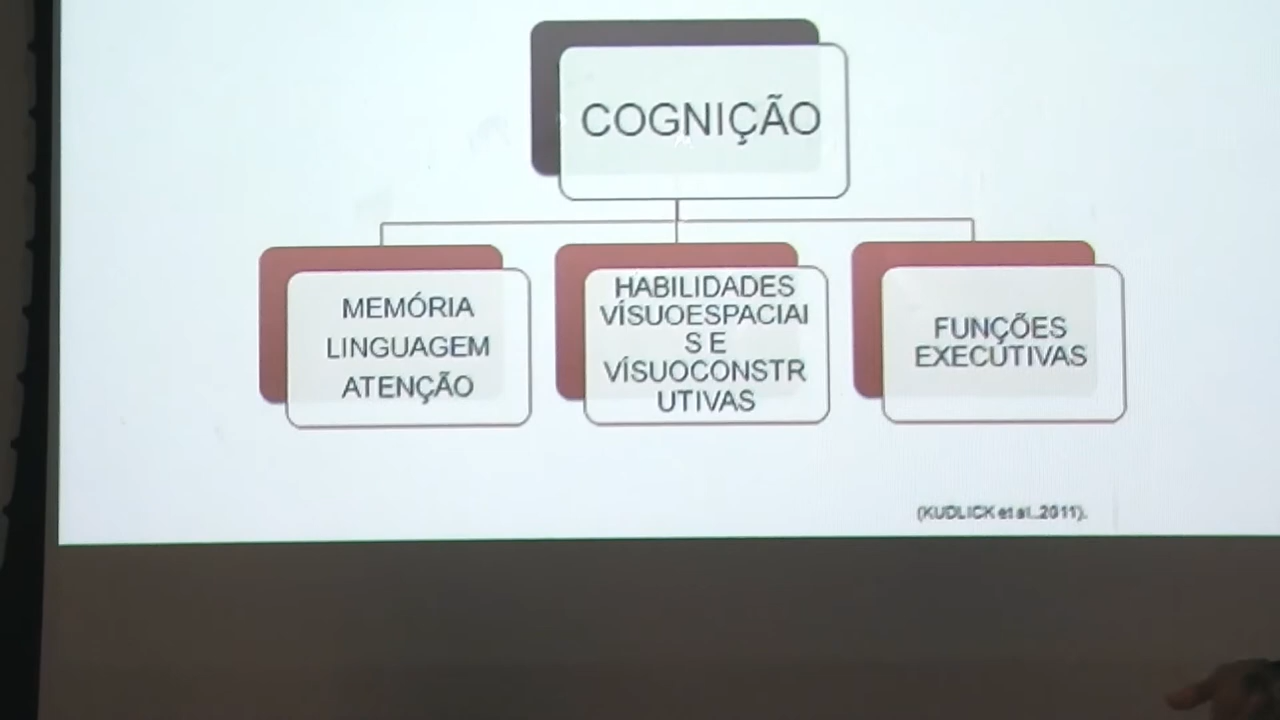 COGNIÇÃO
MEMÓRIA
LINGUAGEM
ATENÇÃO
HABILIDADES
VÍSUOESPACIAI
S E
VÍSUOCONSTR
UTIVAS
FUNÇÕES
EXECUTIVAS
(KUDLICK et al.,2011).